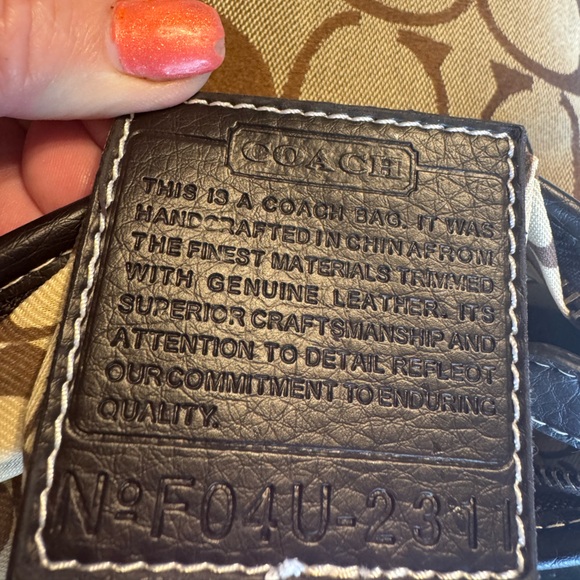 COACH
THIS IS A COACH BAG. IT WAS
HANDCRAFTED IN CHINA FROM
THE FINEST MATERIALS TRIMMED
WITH GENUINE LEATHER. ITS
SUPERIOR CRAFTSMANSHIP AND
ATTENTION TO DETAIL REFLECT
OUR COMMITMENT TO ENDURING
QUALITY.
Nº F04U-2311